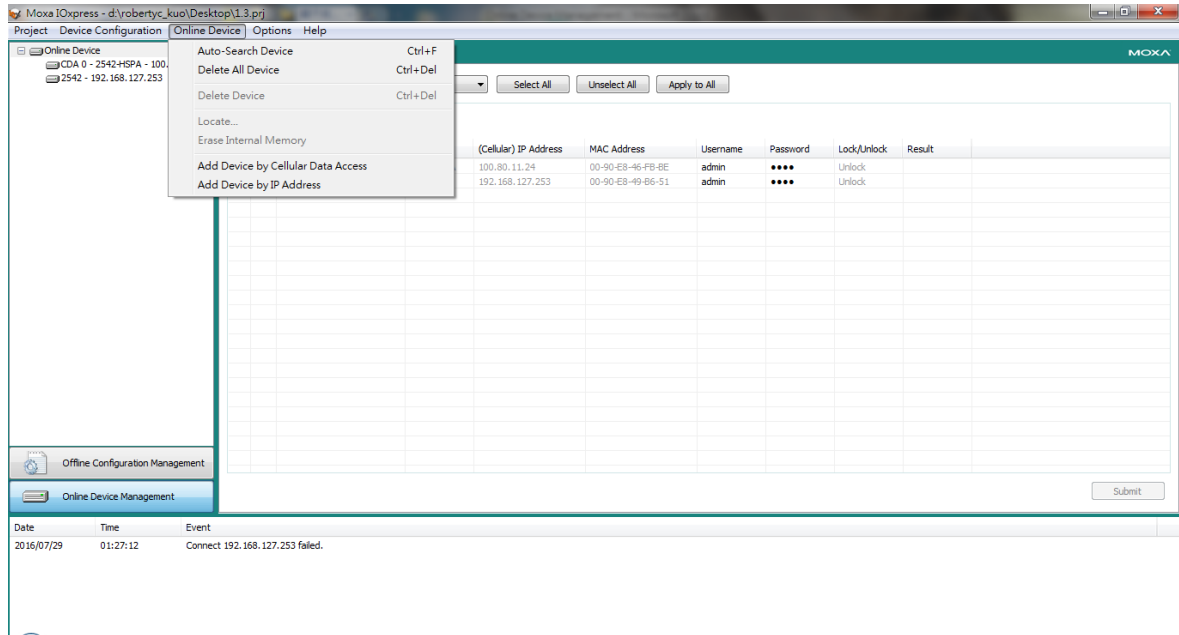 Moxa IOxpress - d:\robertyc_kuo\Desktop\1.3.prj
Project Device Configuration Online Device Options Help
Online Device
CDA 0 - 2542-HSPA - 100.
2542 - 192.168.127.253
Auto-Search Device Ctrl+F
Delete All Device Ctrl+Del
Delete Device Ctrl+Del
Locate...
Erase Internal Memory
Add Device by Cellular Data Access
Add Device by IP Address
MOXA
Select All Unselect All Apply to All
(Cellular) IP Address MAC Address Username Password Lock/Unlock Result
100.80.11.24 00-90-E8-46-FB-BE admin ●●●● Unlock
192.168.127.253 00-90-E8-49-B6-51 admin ●●●● Unlock
Offline Configuration Management
Online Device Management
Submit
Date Time Event
2016/07/29 01:27:12 Connect 192.168.127.253 failed.